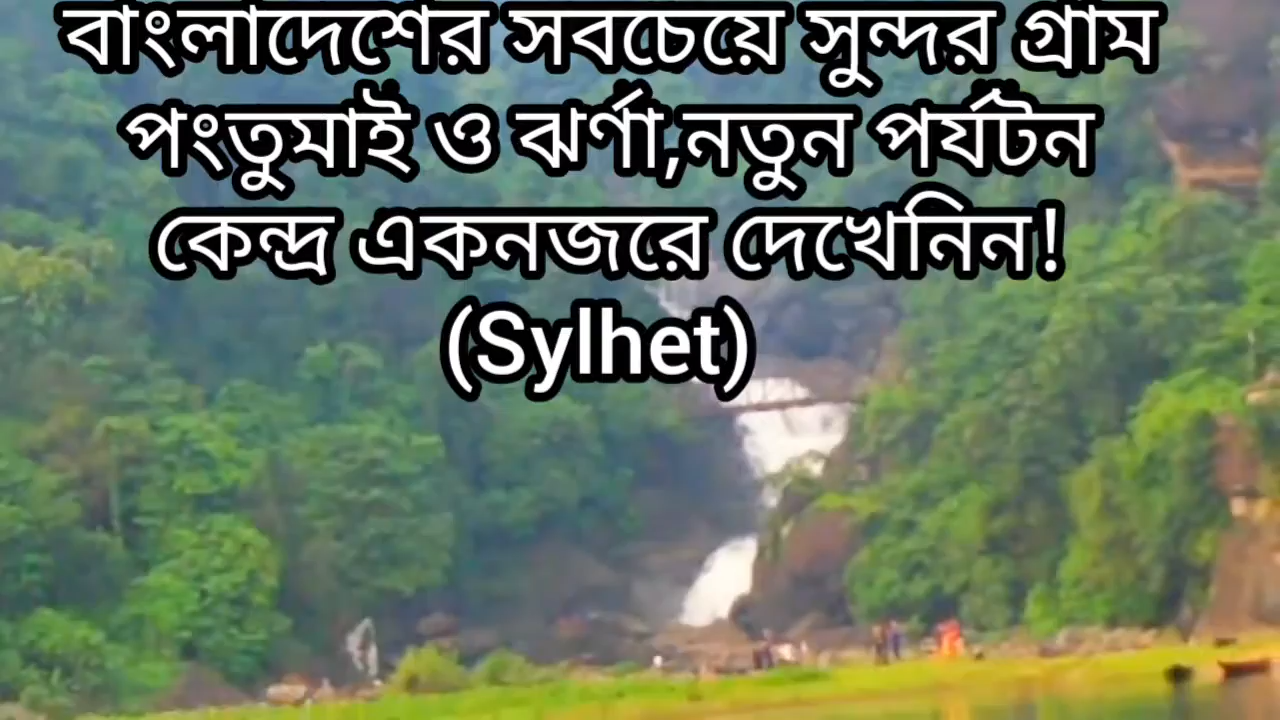 বাংলাদেশের সবচেয়ে সুন্দর গ্রাম
পংতুমাই ও ঝর্ণা,নতুন পর্যটন
কেন্দ্র একনজরে দেখেনিন!
(Sylhet)